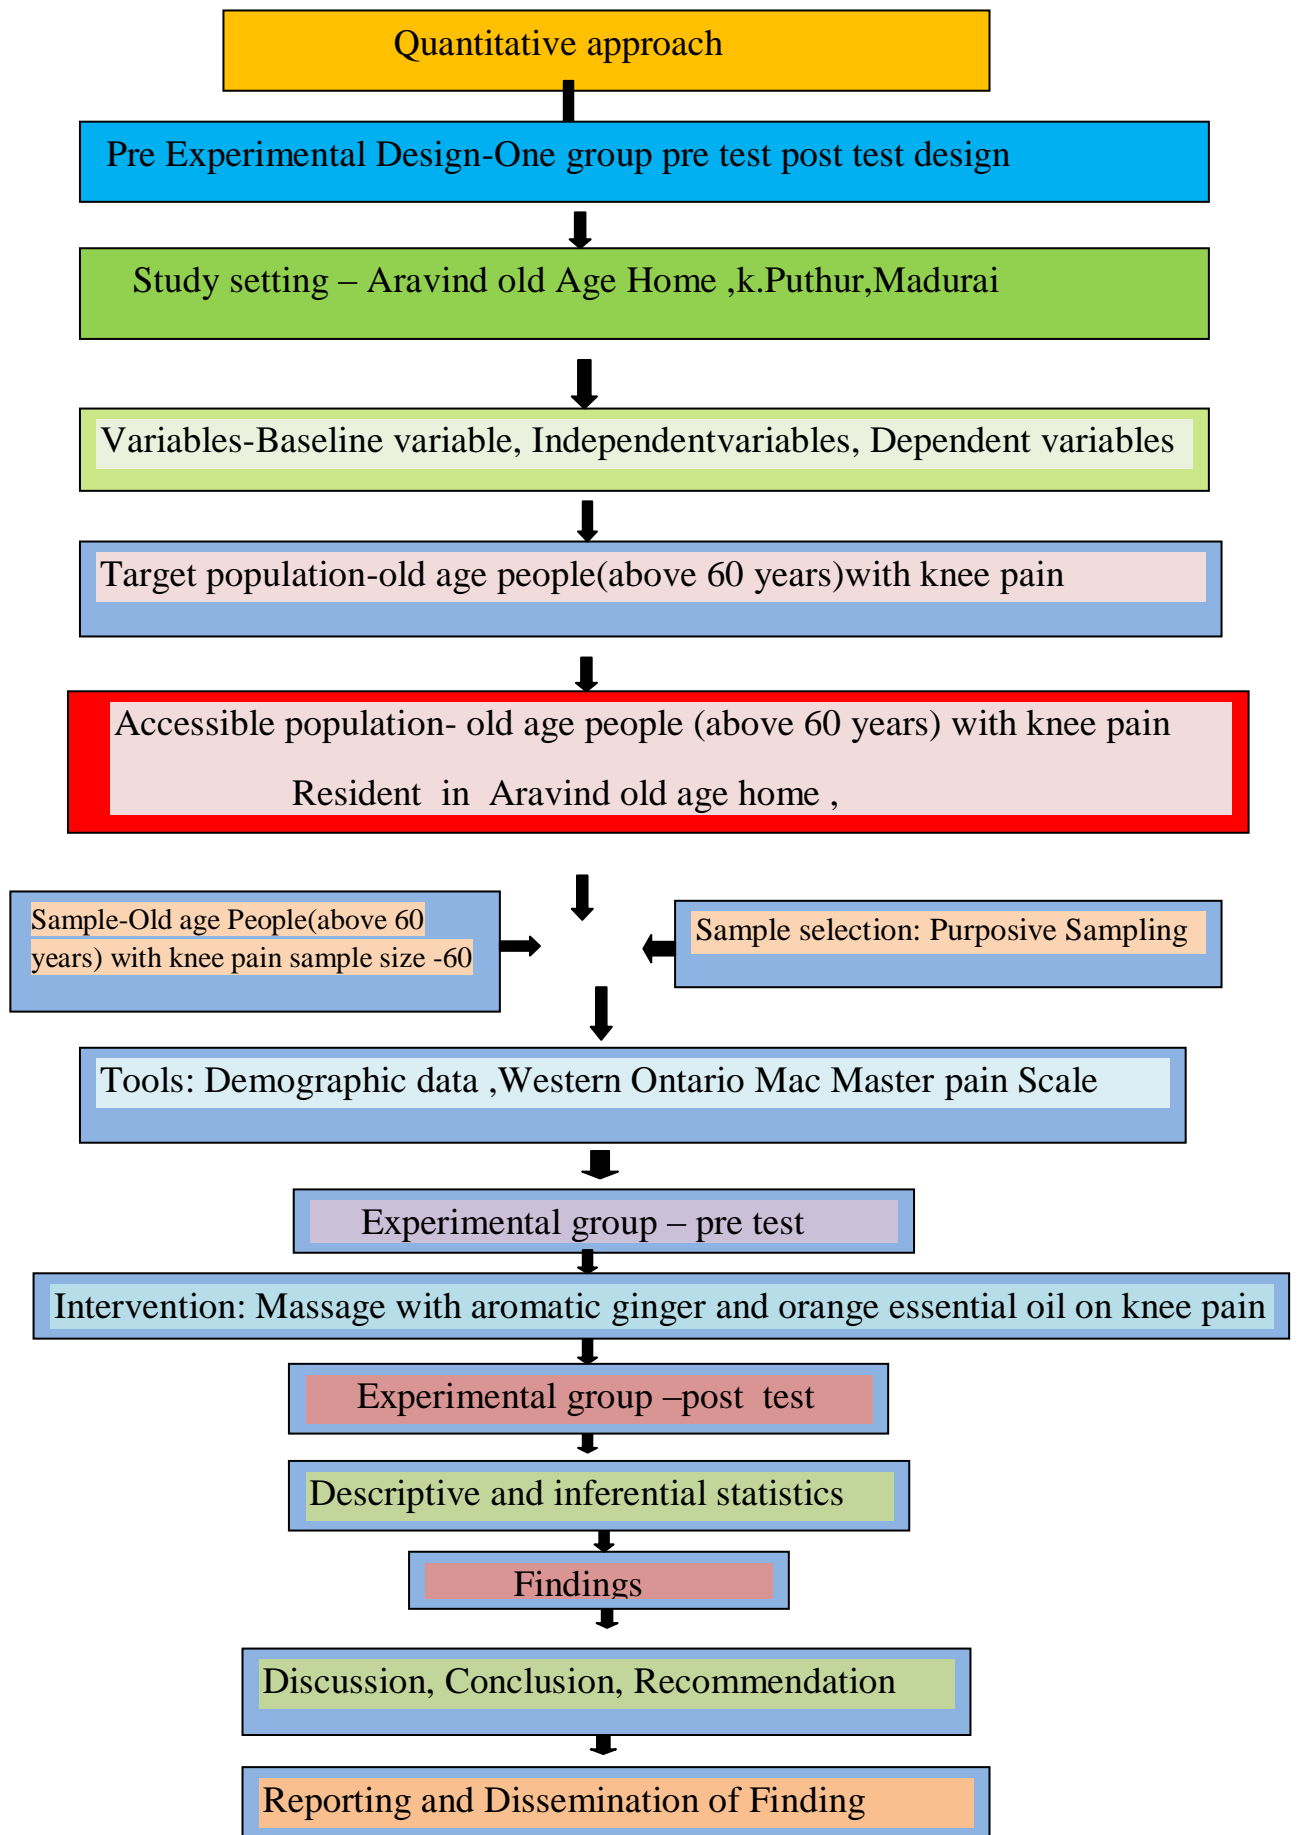 Quantitative approach
Pre Experimental Design-One group pre test post test design
Study setting – Aravind old Age Home ,k.Puthur,Madurai
Variables-Baseline variable, Independentvariables, Dependent variables
Target population-old age people(above 60 years)with knee pain
Accessible population- old age people (above 60 years) with knee pain
Resident in Aravind old age home ,
Sample-Old age People(above 60
years) with knee pain sample size -60
Sample selection: Purposive Sampling
Tools: Demographic data ,Western Ontario Mac Master pain Scale
Experimental group – pre test
Intervention: Massage with aromatic ginger and orange essential oil on knee pain
Experimental group –post test
Descriptive and inferential statistics
Findings
Discussion, Conclusion, Recommendation
Reporting and Dissemination of Finding